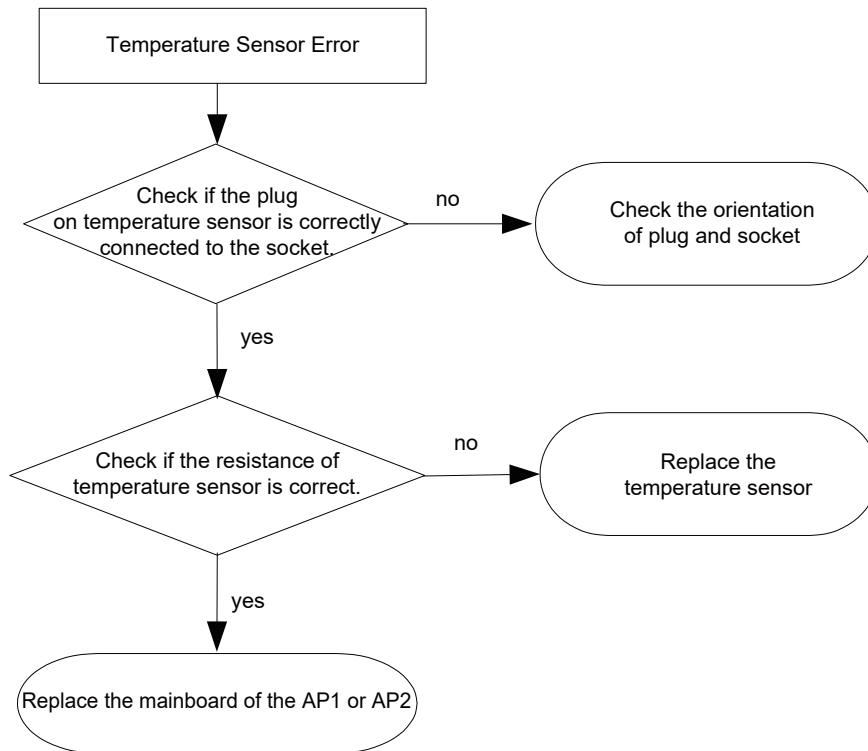 Temperature Sensor Error
Check if the plug
on temperature sensor is correctly
connected to the socket.
no
Check the orientation
of plug and socket
yes
Check if the resistance of
temperature sensor is correct.
no
Replace the
temperature sensor
yes
Replace the mainboard of the AP1 or AP2